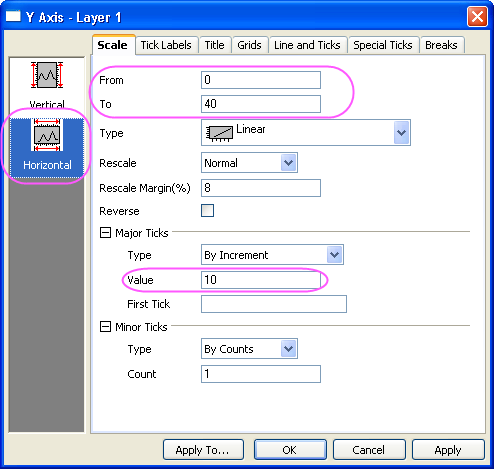 Y Axis - Layer 1
Scale Tick Labels Title Grids Line and Ticks Special Ticks Breaks
Vertical
Horizontal
From 0
To 40
Type Linear
Rescale Normal
Rescale Margin(%) 8
Reverse
Major Ticks
Type By Increment
Value 10
First Tick
Minor Ticks
Type By Counts
Count 1
Apply To... OK Cancel Apply